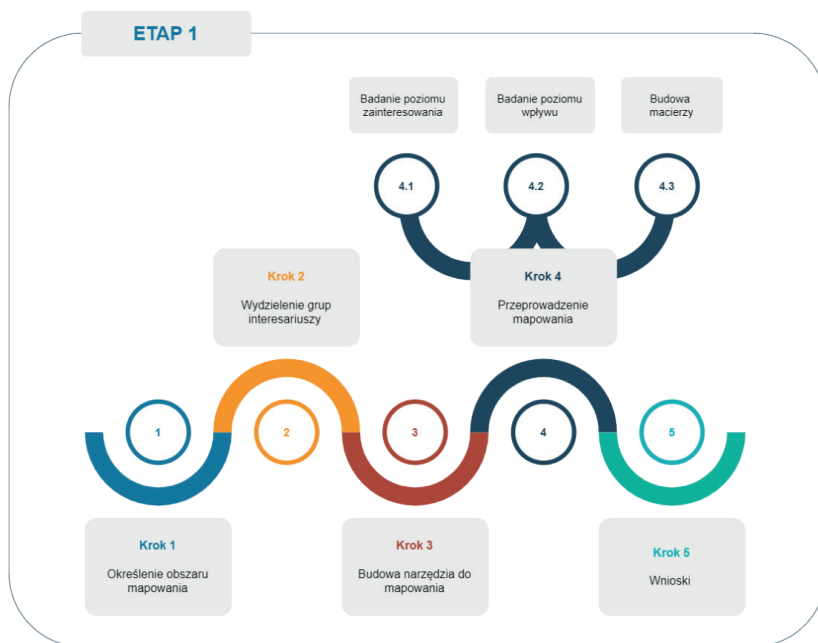 ETAP 1
Badanie poziomu
zainteresowania
Badanie poziomu
wpływu
Budowa
macierzy
4.1
4.2
4.3
Krok 2
Wydzielenie grup
interesariuszy
Krok 4
Przeprowadzenie
mapowania
1
2
3
4
5
Krok 1
Określenie obszaru
mapowania
Krok 3
Budowa narzędzia do
mapowania
Krok 5
Wnioski